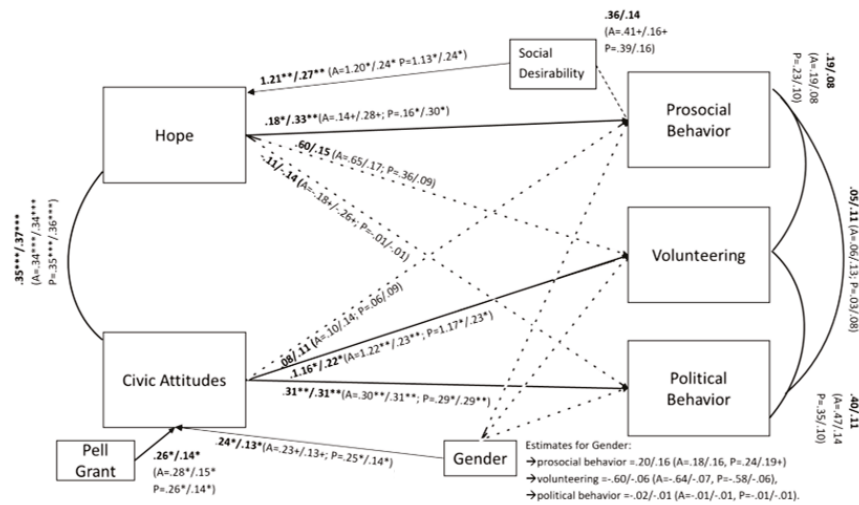 .36/.14
(A=.41+/.16+
P=.39/.16)
Social
Desirability
1.21**/.27** (A=1.20*/.24* P=1.13*/.24*)
.19/.08
(A=.19/.08
P=.23/.10)
Hope
.18*/.33**(A=.14+/.28+; P=.16*/.30*)
Prosocial
Behavior
.60/.15 (A=.65/.17; P=.36/.09)
.11/-.14 (A=-.18+/-.26+; P=-.01/-.01)
.35***/.37***
(A=.34***/.34***
P=.35***/.36***)
.05/.11 (A=.06/.13; P=.03/.08)
Volunteering
.08/.11 (A=.10/.14; P=.06/.09)
.1.16*/.22*(A=1.22**/.23**; P=1.17*/.23*)
Civic Attitudes
.31**/.31**(A=.30**/.31**; P=.29*/.29**)
Political
Behavior
.40/.11
(A=.47/.14
P=.35/.10)
Pell
Grant
.26*/.14*
(A=.28*/.15*
P=.26*/.14*)
.24*/.13*(A=.23+/.13+; P=.25*/.14*)
Gender
Estimates for Gender:
→prosocial behavior =.20/.16 (A=.18/.16, P=.24/.19+)
→volunteering =-.60/-.06 (A=-.64/-.07, P=-.58/-.06),
→political behavior =-.02/-.01 (A=-.01/-.01, P=-.01/-.01).